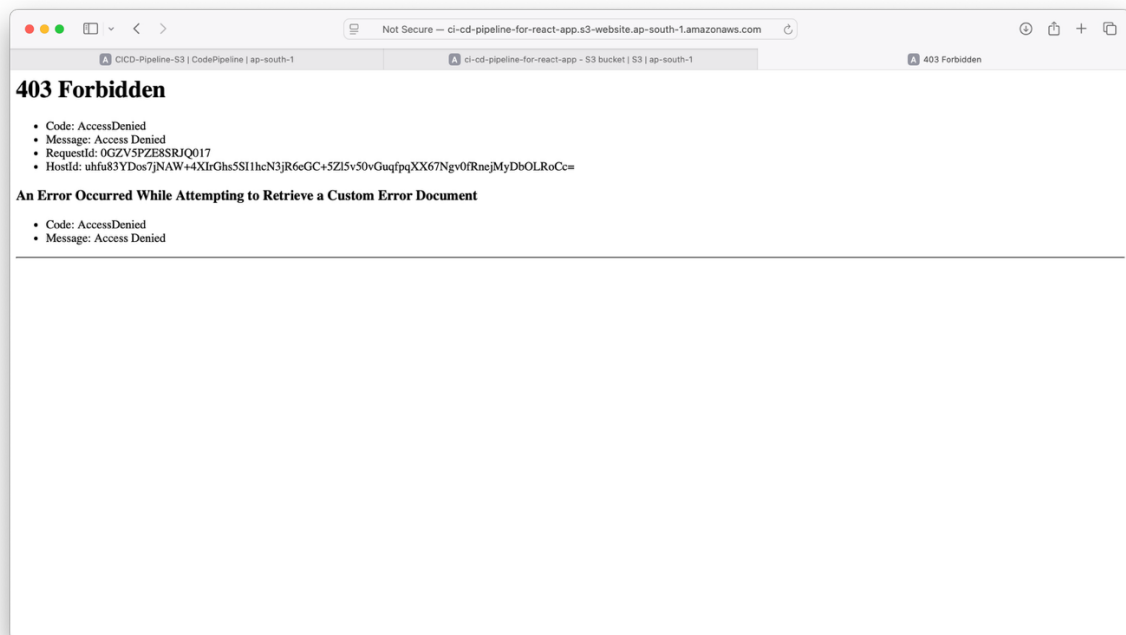 Not Secure — ci-cd-pipeline-for-react-app.s3-website.ap-south-1.amazonaws.com
A CICD-Pipeline-S3 | CodePipeline | ap-south-1
A ci-cd-pipeline-for-react-app - S3 bucket | S3 | ap-south-1
A 403 Forbidden
403 Forbidden
• Code: AccessDenied
• Message: Access Denied
• RequestId: 0GZV5PZE8SRJQ017
• HostId: uhfu83YDos7jNAW+4XIrGhs5SI1hcN3jR6eGC+5Zl5v50vGuqfpqXX67Ngv0fRnejMyDbOLRoCc=
An Error Occurred While Attempting to Retrieve a Custom Error Document
• Code: AccessDenied
• Message: Access Denied